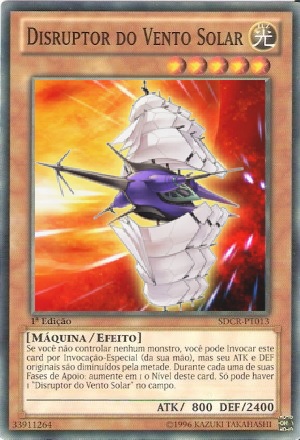 DISRUPTOR DO VENTO SOLAR
光
1ª Edição
SDCR-PT013
[MÁQUINA / EFEITO]
Se você não controlar nenhum monstro, você pode Invocar este
card por Invocação-Especial (da sua mão), mas seu ATK e DEF
originais são diminuídos pela metade. Durante cada uma de suas
Fases de Apoio: aumente em 1 o Nível deste card. Só pode haver
1 "Disruptor do Vento Solar" no campo.
ATK/ 800 DEF/2400
33911264
©1996 KAZUKI TAKAHASHI